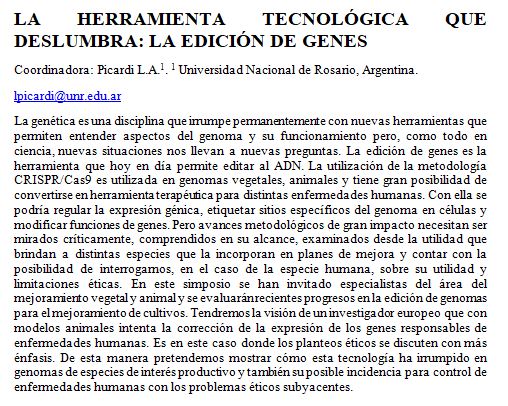 LA HERRAMIENTA TECNOLÓGICA QUE
DESLUMBRA: LA EDICIÓN DE GENES
Coordinadora: Picardi L.A.¹. ¹ Universidad Nacional de Rosario, Argentina.
lpicardi@unr.edu.ar
La genética es una disciplina que irrumpe permanentemente con nuevas herramientas que
permiten entender aspectos del genoma y su funcionamiento pero, como todo en
ciencia, nuevas situaciones nos llevan a nuevas preguntas. La edición de genes es la
herramienta que hoy en día permite editar al ADN. La utilización de la metodología
CRISPR/Cas9 es utilizada en genomas vegetales, animales y tiene gran posibilidad de
convertirse en herramienta terapéutica para distintas enfermedades humanas. Con ella se
podría regular la expresión génica, etiquetar sitios específicos del genoma en células y
modificar funciones de genes. Pero avances metodológicos de gran impacto necesitan ser
mirados críticamente, comprendidos en su alcance, examinados desde la utilidad que
brindan a distintas especies que la incorporan en planes de mejora y contar con la
posibilidad de interrogarnos, en el caso de la especie humana, sobre su utilidad y
limitaciones éticas. En este simposio se han invitado especialistas del área del
mejoramiento vegetal y animal y se evaluarán recientes progresos en la edición de genomas
para el mejoramiento de cultivos. Tendremos la visión de un investigador europeo que con
modelos animales intenta la corrección de la expresión de los genes responsables de
enfermedades humanas. Es en este caso donde los planteos éticos se discuten con más
énfasis. De esta manera pretendemos mostrar cómo esta tecnología ha irrumpido en
genomas de especies de interés productivo y también su posible incidencia para control de
enfermedades humanas con los problemas éticos subyacentes.